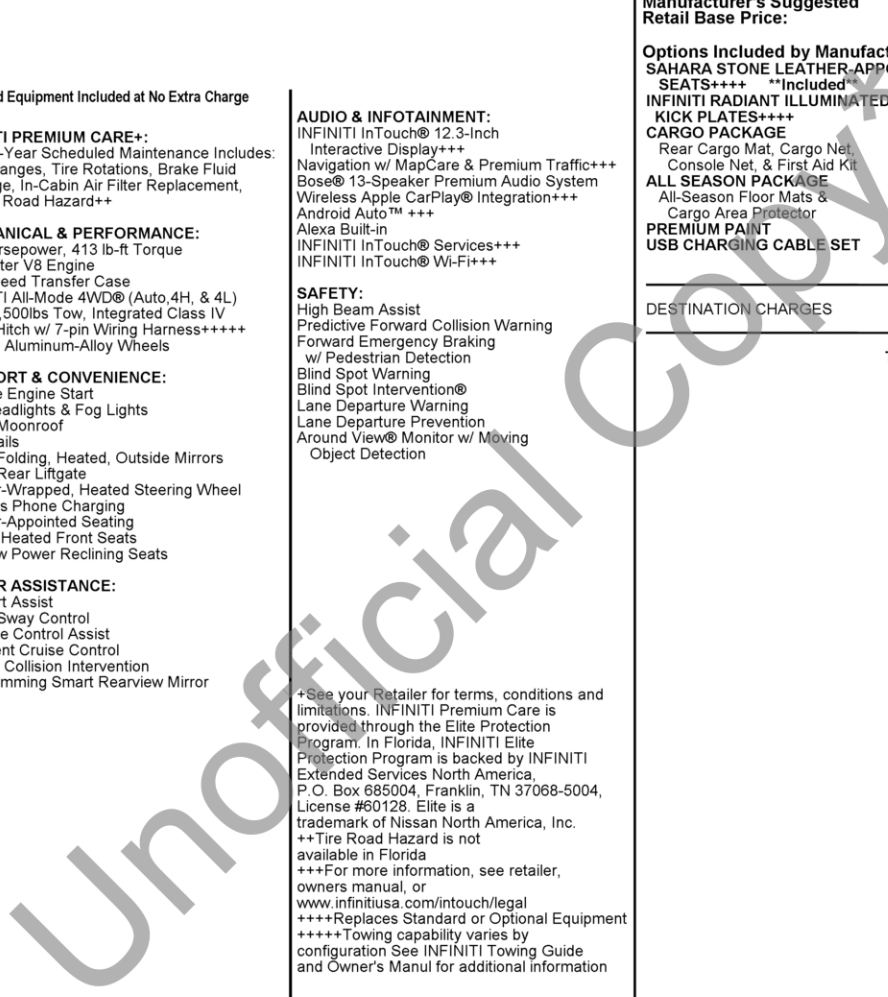 d Equipment Included at No Extra Charge
TI PREMIUM CARE+:
-Year Scheduled Maintenance Includes:
anges, Tire Rotations, Brake Fluid
ge, In-Cabin Air Filter Replacement,
Road Hazard++
ANICAL & PERFORMANCE:
rsepower, 413 lb-ft Torque
ter V8 Engine
eed Transfer Case
TI All-Mode 4WD® (Auto,4H, & 4L)
,500lbs Tow, Integrated Class IV
Hitch w/ 7-pin Wiring Harness+++++
Aluminum-Alloy Wheels
ORT & CONVENIENCE:
e Engine Start
eadlights & Fog Lights
Moonroof
ails
Folding, Heated, Outside Mirrors
Rear Liftgate
r-Wrapped, Heated Steering Wheel
s Phone Charging
r-Appointed Seating
Heated Front Seats
w Power Reclining Seats
R ASSISTANCE:
rt Assist
Sway Control
e Control Assist
ent Cruise Control
Collision Intervention
mming Smart Rearview Mirror
AUDIO & INFOTAINMENT:
INFINITI InTouch® 12.3-Inch
Interactive Display+++
Navigation w/ MapCare & Premium Traffic+++
Bose® 13-Speaker Premium Audio System
Wireless Apple CarPlay® Integration+++
Android Auto™ +++
Alexa Built-in
INFINITI InTouch® Services+++
INFINITI InTouch® Wi-Fi+++
SAFETY:
High Beam Assist
Predictive Forward Collision Warning
Forward Emergency Braking
w/ Pedestrian Detection
Blind Spot Warning
Blind Spot Intervention®
Lane Departure Warning
Lane Departure Prevention
Around View® Monitor w/ Moving
Object Detection
+See your Retailer for terms, conditions and
limitations. INFINITI Premium Care is
provided through the Elite Protection
Program. In Florida, INFINITI Elite
Protection Program is backed by INFINITI
Extended Services North America,
P.O. Box 685004, Franklin, TN 37068-5004,
License #60128. Elite is a
trademark of Nissan North America, Inc.
++Tire Road Hazard is not
available in Florida
+++For more information, see retailer,
owners manual, or
www.infinitiusa.com/intouch/legal
++++Replaces Standard or Optional Equipment
+++++Towing capability varies by
configuration See INFINITI Towing Guide
and Owner's Manul for additional information
Manufacturer's Suggested
Retail Base Price:
Options Included by Manufact
SAHARA STONE LEATHER-APPO
SEATS++++ **Included**
INFINITI RADIANT ILLUMINATED
KICK PLATES++++
CARGO PACKAGE
Rear Cargo Mat, Cargo Net,
Console Net, & First Aid Kit
ALL SEASON PACKAGE
All-Season Floor Mats &
Cargo Area Protector
PREMIUM PAINT
USB CHARGING CABLE SET
DESTINATION CHARGES
Unofficial Copy*